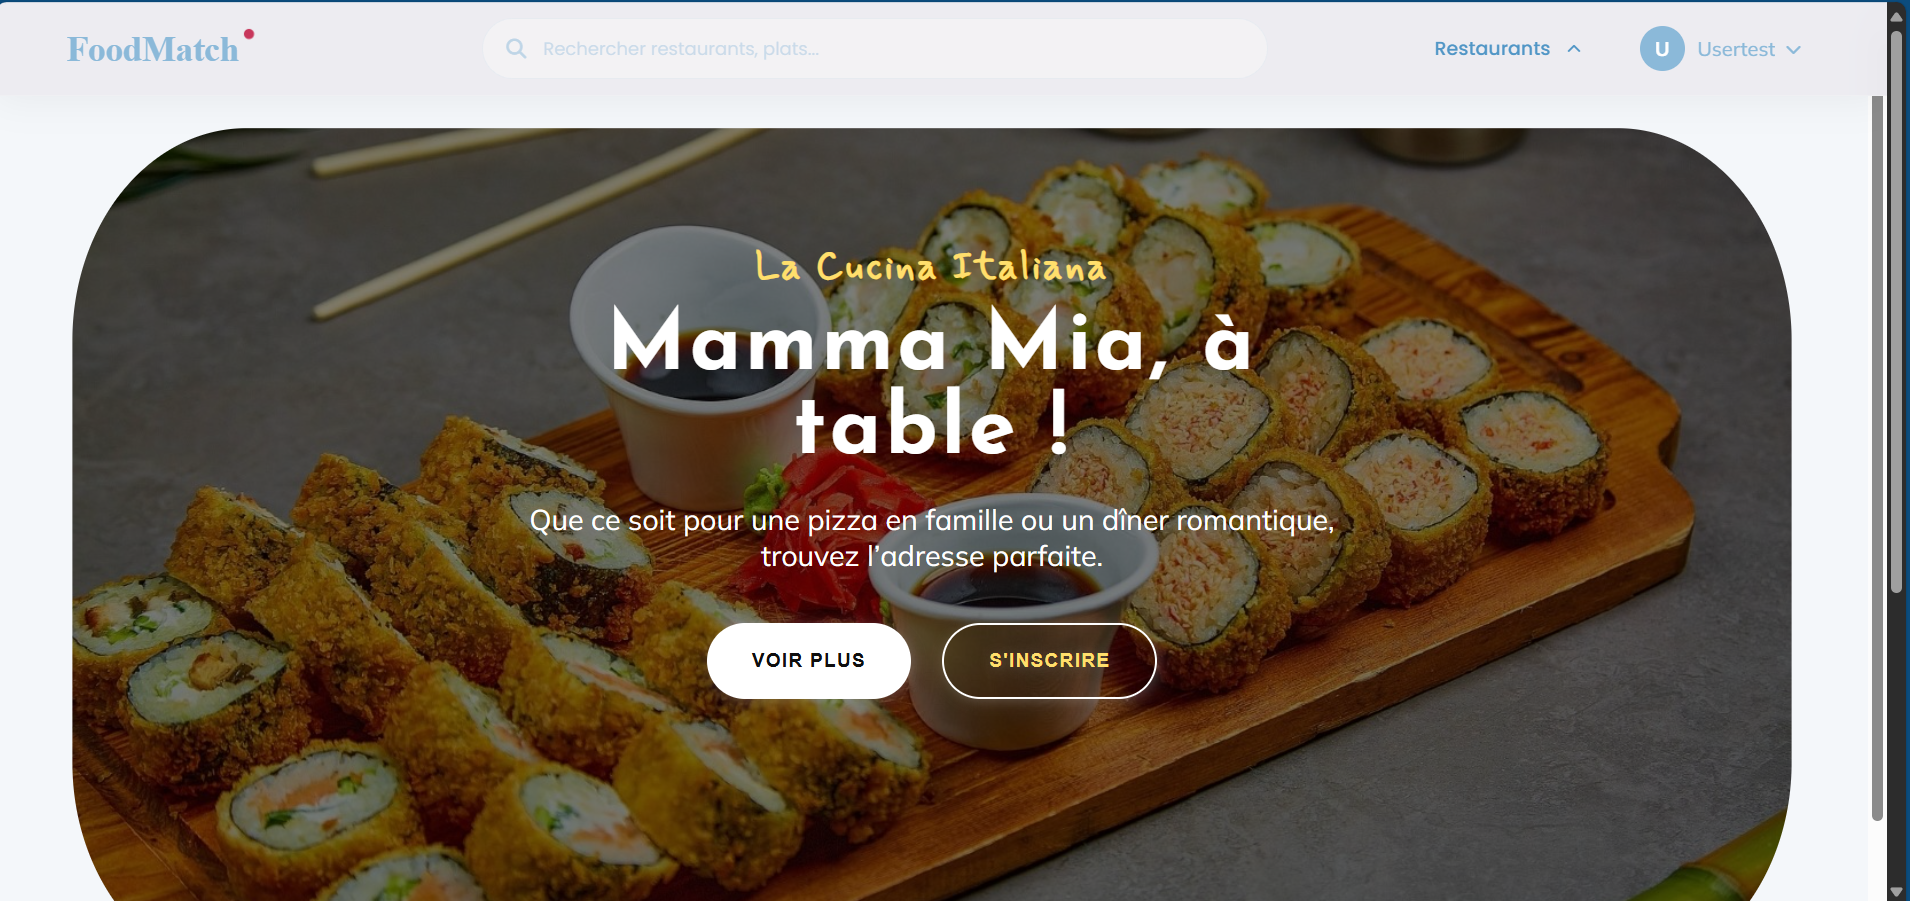 FoodMatch
Rechercher restaurants, plats...
Restaurants
U
Usertest
La Cucina Italiana
Mamma Mia, à
table !
Que ce soit pour une pizza en famille ou un dîner romantique,
trouvez l’adresse parfaite.
VOIR PLUS
S'INSCRIRE